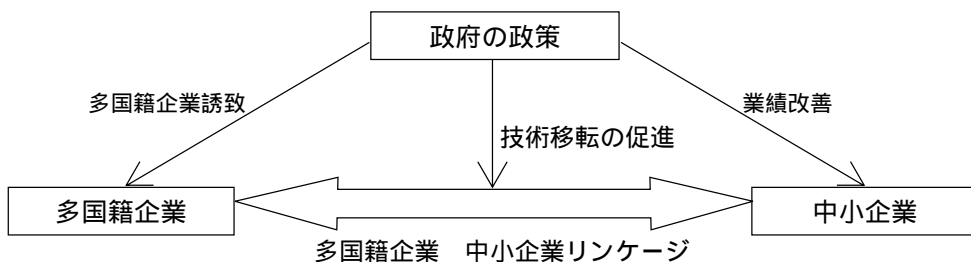 政府の政策
多国籍企業誘致
業績改善
技術移転の促進
多国籍企業
中小企業
多国籍企業　中小企業リンケージ